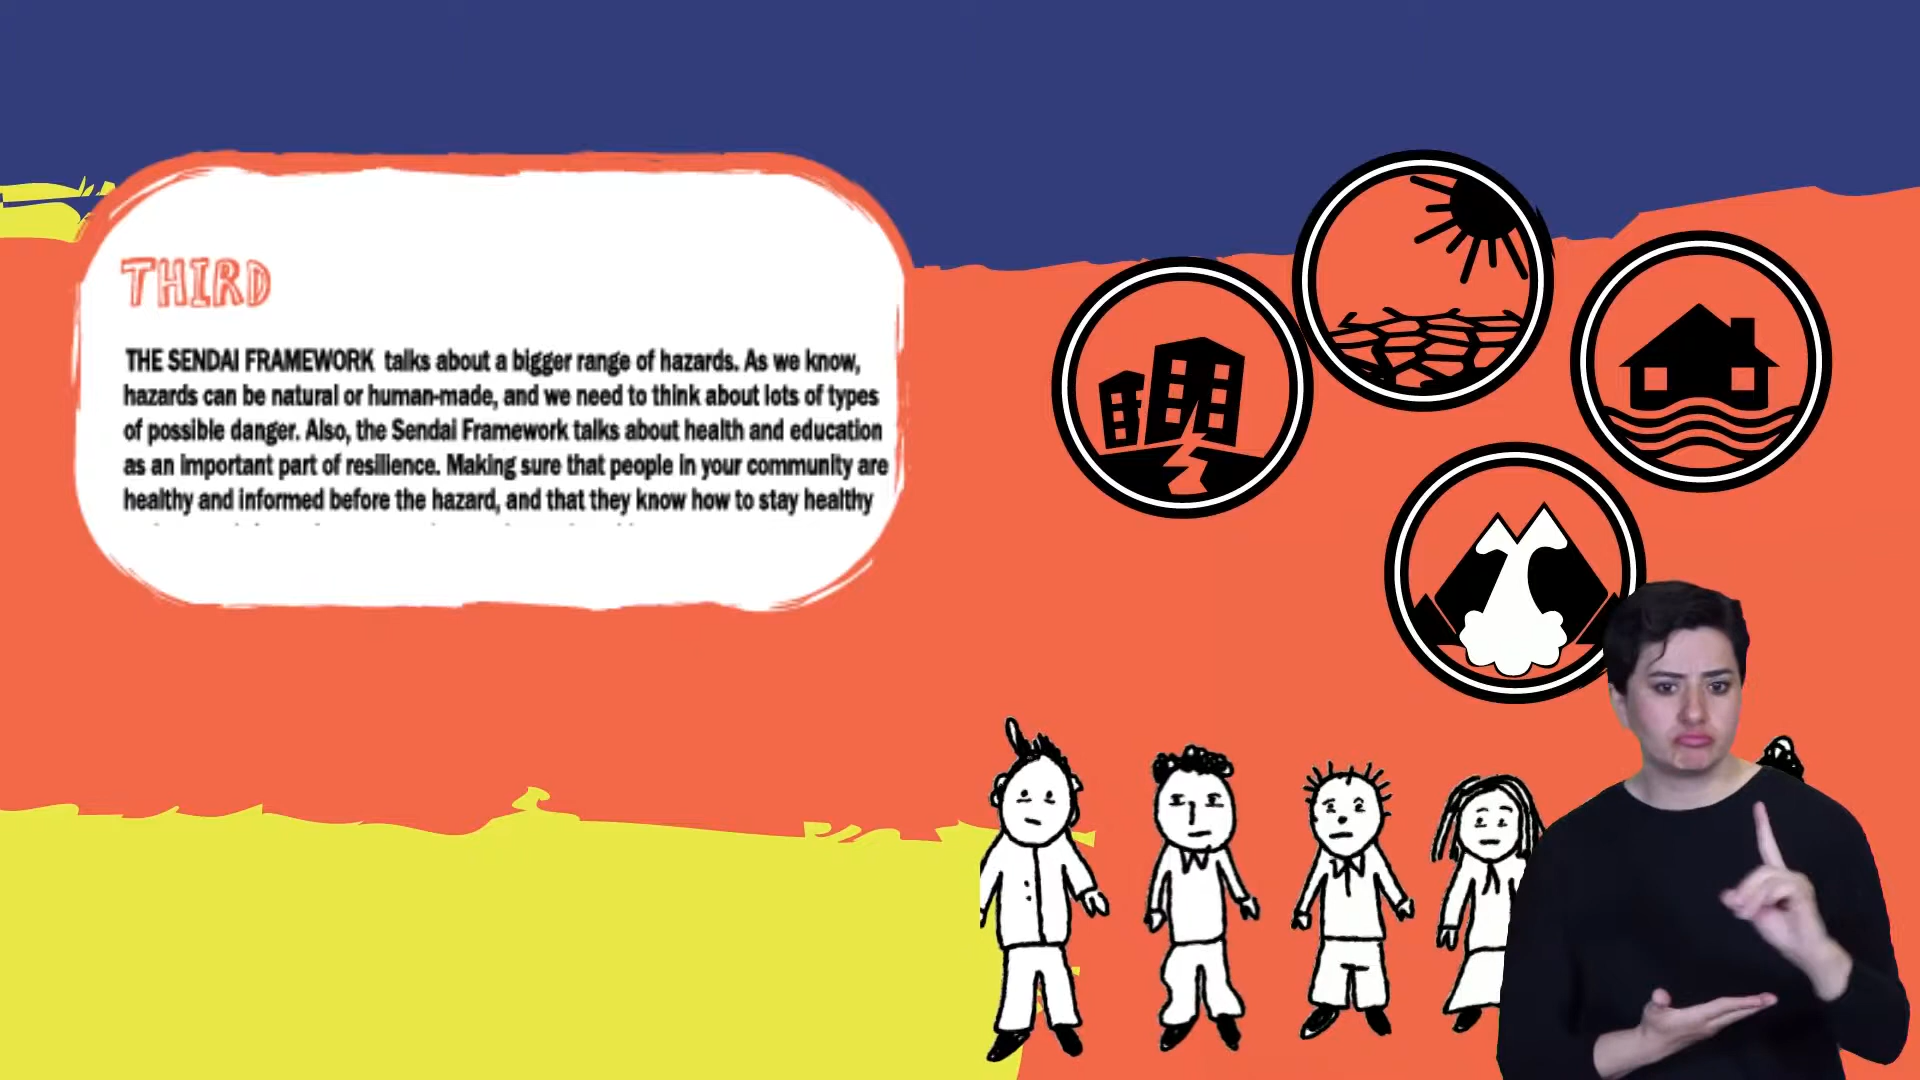 THIRD
THE SENDAI FRAMEWORK talks about a bigger range of hazards. As we know,
hazards can be natural or human-made, and we need to think about lots of types
of possible danger. Also, the Sendai Framework talks about health and education
as an important part of resilience. Making sure that people in your community are
healthy and informed before the hazard, and that they know how to stay healthy